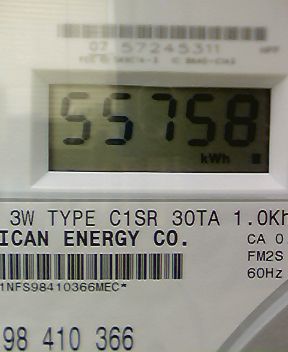 07 57245311
55758
kWh
3W TYPE C1SR 30TA 1.0Kh
ICAN ENERGY CO.
CA 0.
FM2S
60Hz
1NFS98410366MEC*
98 410 366